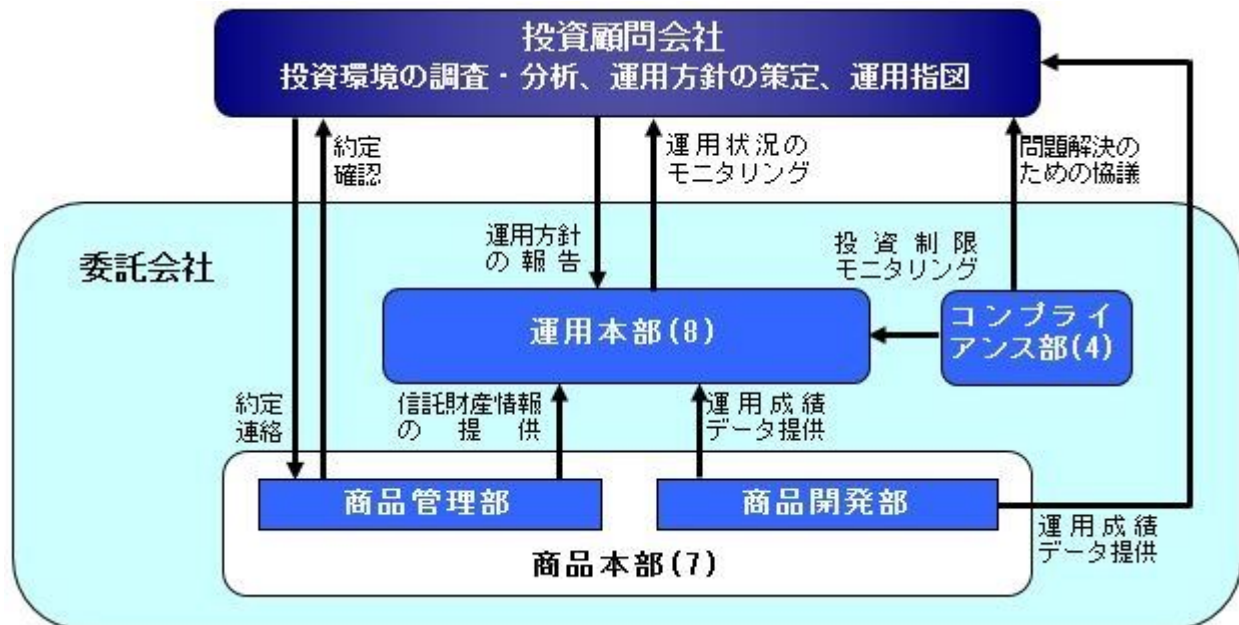 投資顧問会社
投資環境の調査・分析、運用方針の策定、運用指図
約定
確認
運用状況の
モニタリング
問題解決の
ための協議
委託会社
運用方針
の報告
投資制限
モニタリング
運用本部(8)
コンプライ
アンス部(4)
約定
連絡
信託財産情報
の提供
運用成績
データ提供
商品管理部
商品開発部
運用成績
データ提供
商品本部(7)